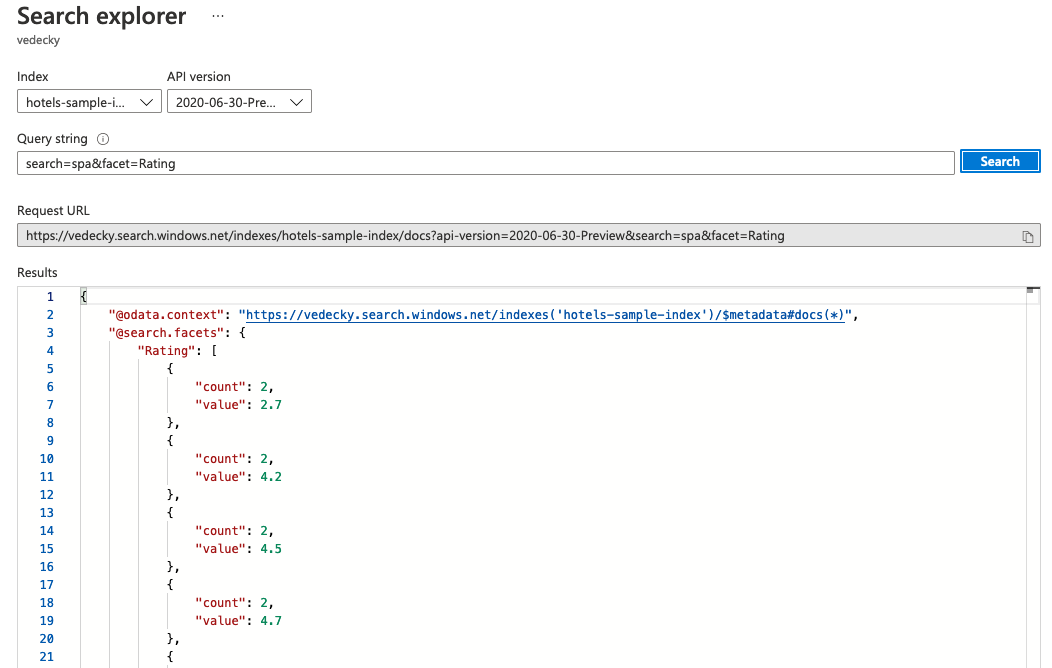 Search explorer ...
vedecky
Index API version
hotels-sample-i... 2020-06-30-Pre...
Query string
search=spa&facet=Rating Search
Request URL
https://vedecky.search.windows.net/indexes/hotels-sample-index/docs?api-version=2020-06-30-Preview&search=spa&facet=Rating
Results
1 {
2 "@odata.context": "https://vedecky.search.windows.net/indexes('hotels-sample-index')/$metadata#docs(*)",
3 "@search.facets": {
4 "Rating": [
5 {
6 "count": 2,
7 "value": 2.7
8 },
9 {
10 "count": 2,
11 "value": 4.2
12 },
13 {
14 "count": 2,
15 "value": 4.5
16 },
17 {
18 "count": 2,
19 "value": 4.7
20 },
21 {